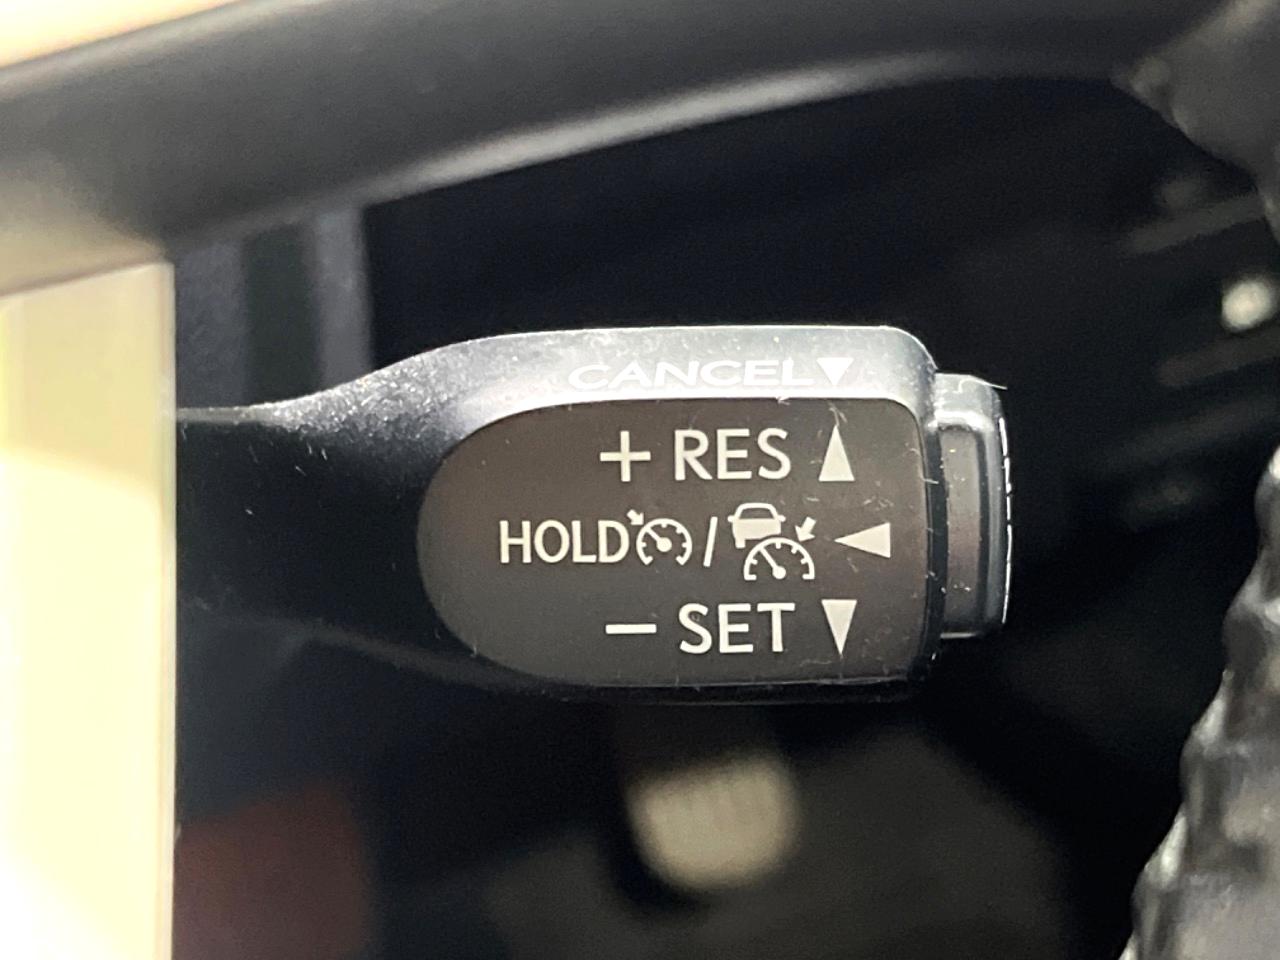 CANCEL▼
+ RES ▲
HOLD / ◀
− SET ▼